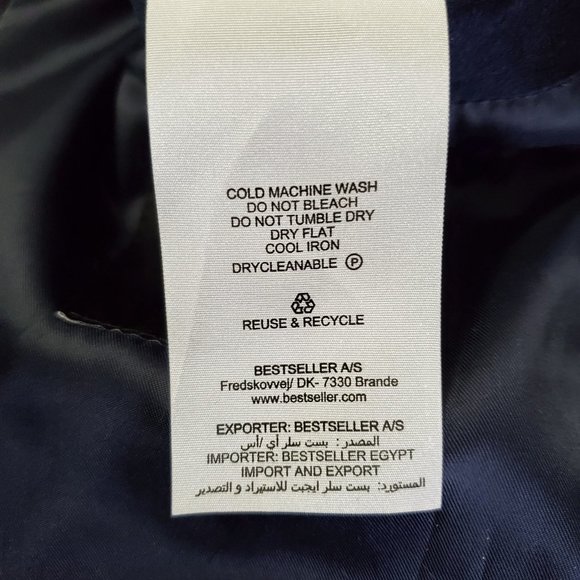 COLD MACHINE WASH
DO NOT BLEACH
DO NOT TUMBLE DRY
DRY FLAT
COOL IRON
DRYCLEANABLE Ⓟ
REUSE & RECYCLE
BESTSELLER A/S
Fredskovvej/ DK- 7330 Brande
www.bestseller.com
EXPORTER: BESTSELLER A/S
المصدر: بست سلر أي /أس
IMPORTER: BESTSELLER EGYPT
IMPORT AND EXPORT
المستورد: بست سلر ايجبت للاستيراد و التصدير